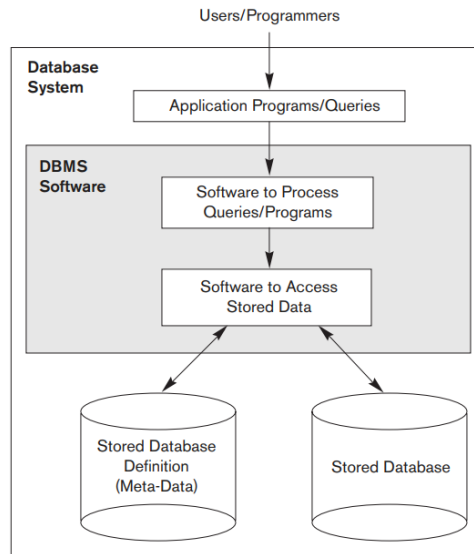 Users/Programmers
Database
System
Application Programs/Queries
DBMS
Software
Software to Process
Queries/Programs
Software to Access
Stored Data
Stored Database
Definition
(Meta-Data)
Stored Database